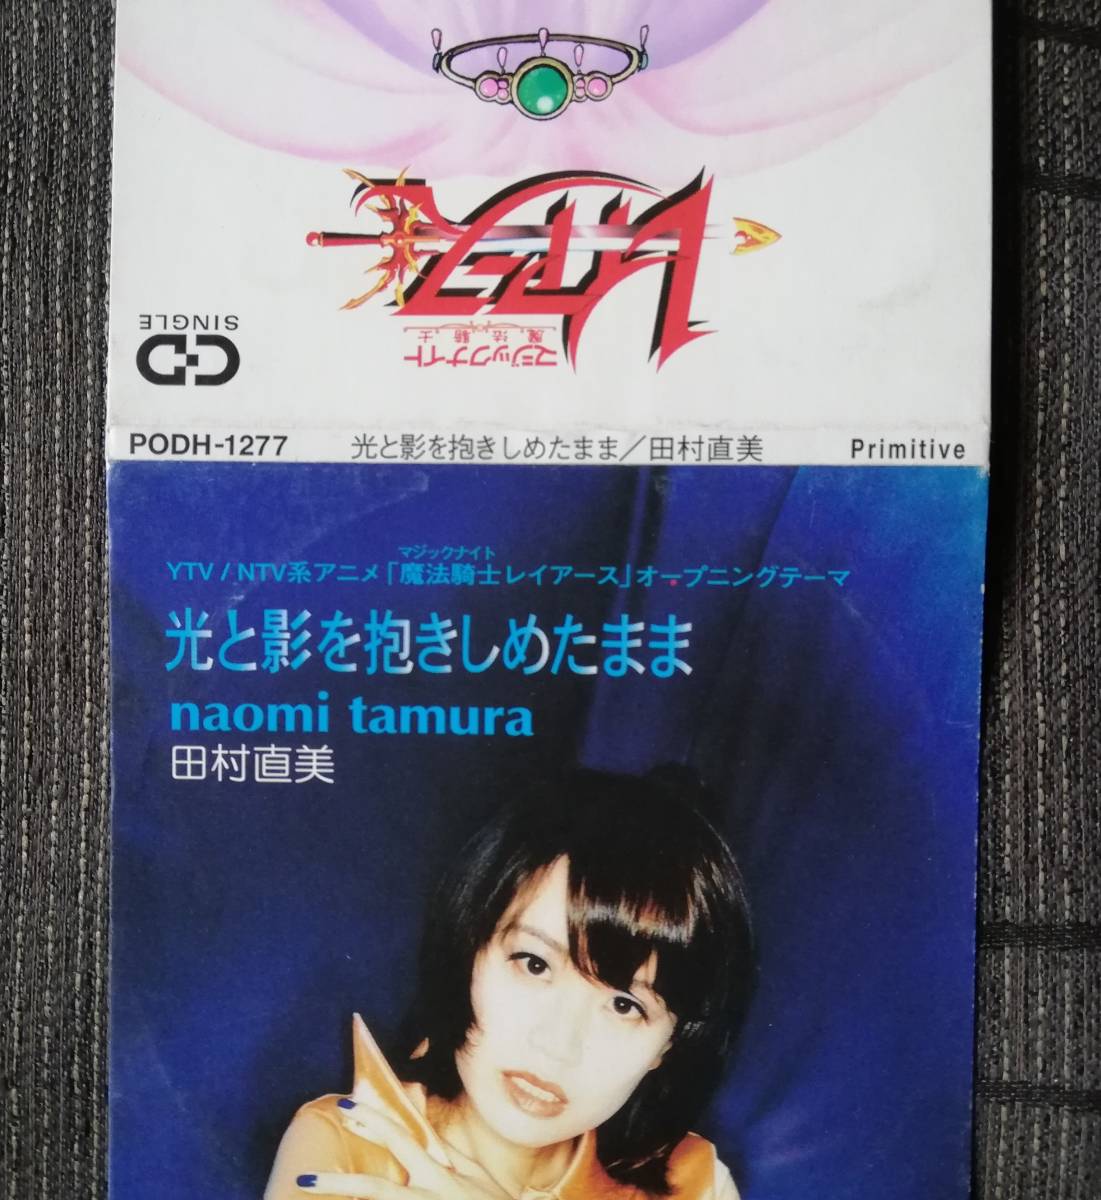 レイアース
マジックナイト
魔法騎士
CD
SINGLE
PODH-1277 光と影を抱きしめたまま／田村直美 Primitive
マジックナイト
YTV / NTV系アニメ「魔法騎士レイアース」オープニングテーマ
光と影を抱きしめたまま
naomi tamura
田村直美